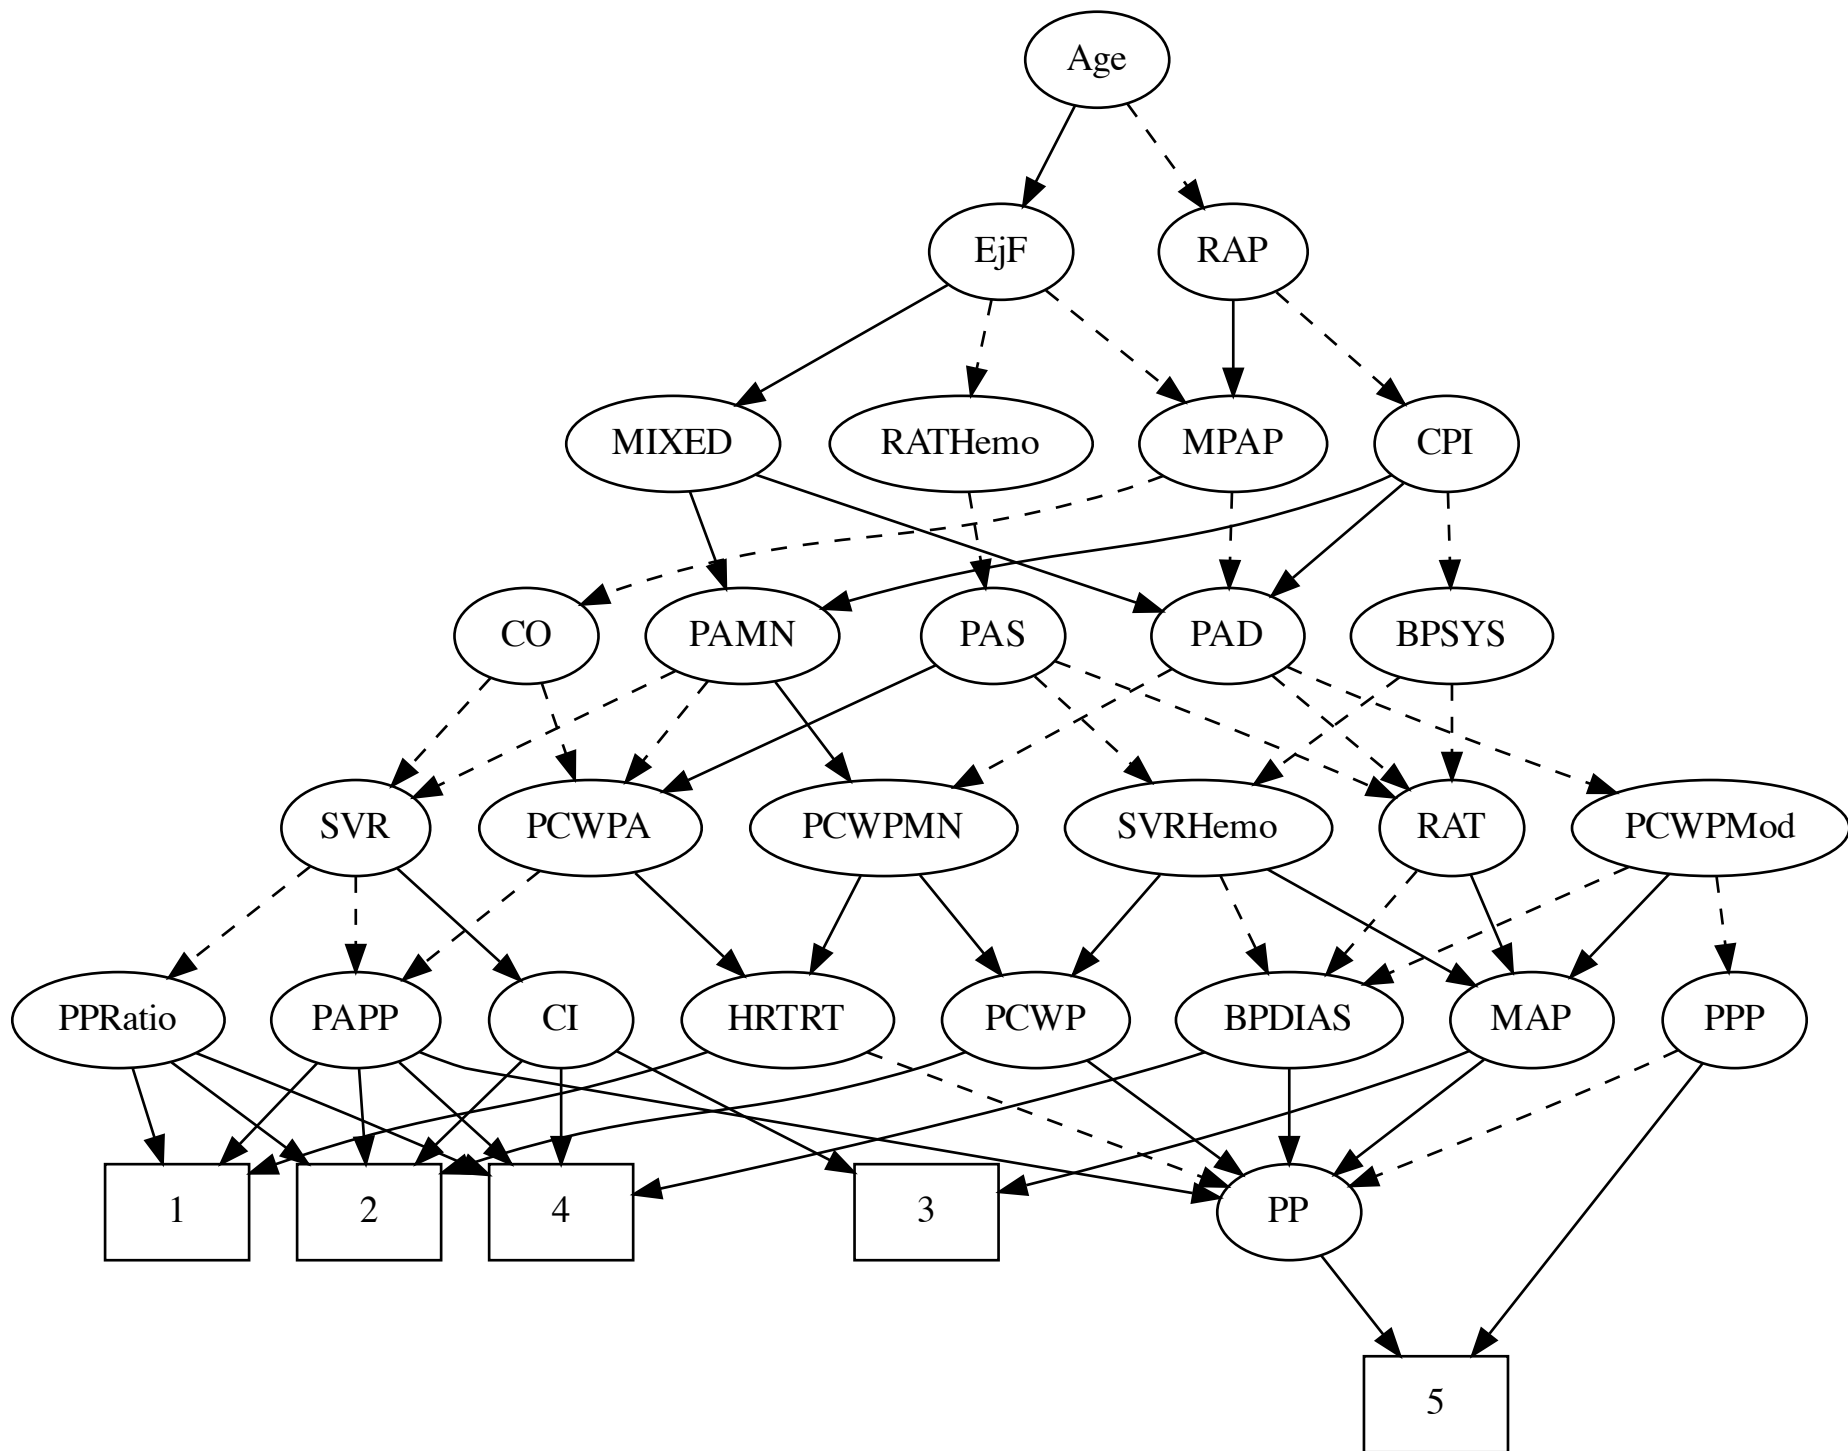 Age
EjF
RAP
MIXED
RATHemo
MPAP
CPI
CO
PAMN
PAS
PAD
BPSYS
SVR
PCWPA
PCWPMN
SVRHemo
RAT
PCWPMod
PPRatio
PAPP
CI
HRTRT
PCWP
BPDIAS
MAP
PPP
1
2
4
3
PP
5